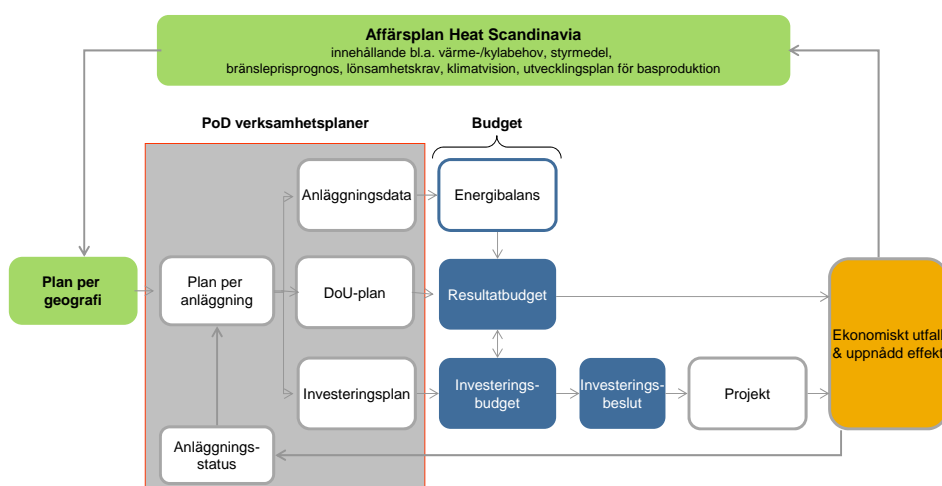 Affärsplan Heat Scandinavia
innehållande bl.a. värme-/kylabehov, styrmedel,
bränsleprisprognos, lönsamhetskrav, klimatvision, utvecklingsplan för basproduktion
PoD verksamhetsplaner
Budget
Anläggningsdata
Energibalans
Plan per
geografi
Plan per
anläggning
DoU-plan
Resultatbudget
Ekonomiskt utfall
& uppnådd effekt
Investeringsplan
Investerings-
budget
Investerings-
beslut
Projekt
Anläggnings-
status